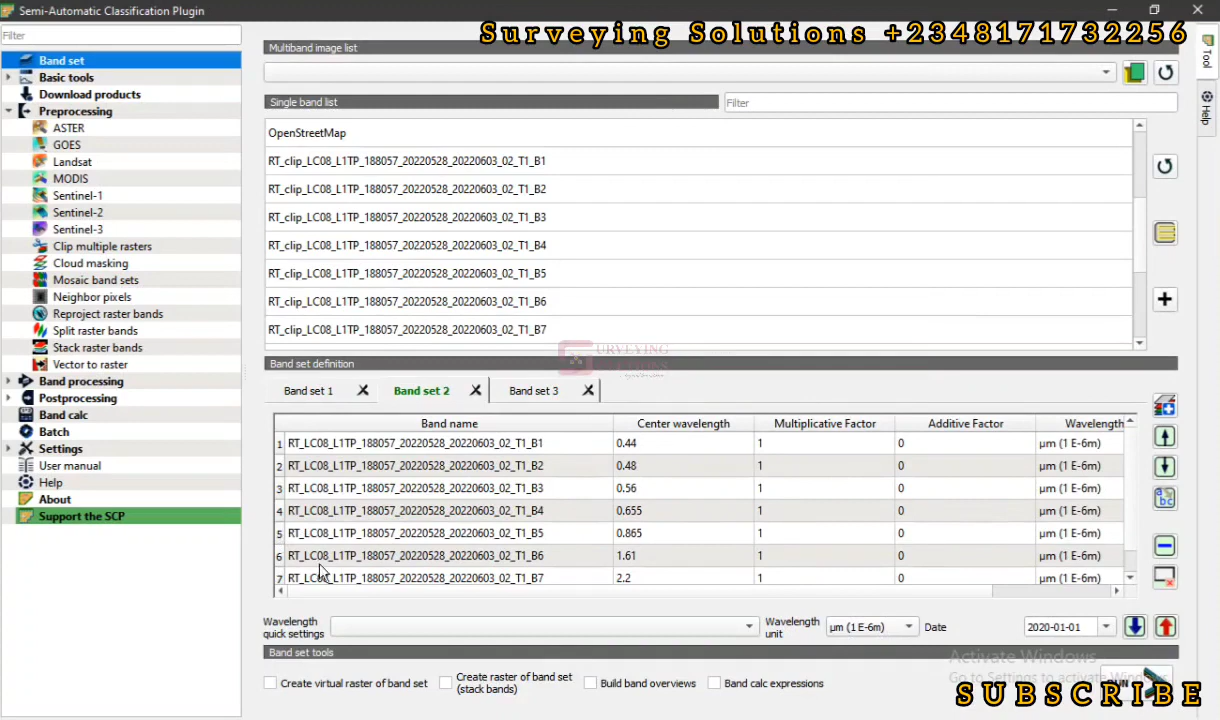 Semi-Automatic Classification Plugin
Surveying Solutions +2348171732256
Filter
Band set
Basic tools
Download products
Preprocessing
ASTER
GOES
Landsat
MODIS
Sentinel-1
Sentinel-2
Sentinel-3
Clip multiple rasters
Cloud masking
Mosaic band sets
Neighbor pixels
Reproject raster bands
Split raster bands
Stack raster bands
Vector to raster
Band processing
Postprocessing
Band calc
Batch
Settings
User manual
Help
About
Support the SCP
Multiband image list
Single band list
Filter
OpenStreetMap
RT_clip_LC08_L1TP_188057_20220528_20220603_02_T1_B1
RT_clip_LC08_L1TP_188057_20220528_20220603_02_T1_B2
RT_clip_LC08_L1TP_188057_20220528_20220603_02_T1_B3
RT_clip_LC08_L1TP_188057_20220528_20220603_02_T1_B4
RT_clip_LC08_L1TP_188057_20220528_20220603_02_T1_B5
RT_clip_LC08_L1TP_188057_20220528_20220603_02_T1_B6
RT_clip_LC08_L1TP_188057_20220528_20220603_02_T1_B7
URVEYING
Band set definition
Band set 1 Band set 2 Band set 3
Band name Center wavelength Multiplicative Factor Additive Factor Wavelength
1 RT_LC08_L1TP_188057_20220528_20220603_02_T1_B1 0.44 1 0 µm (1 E-6m)
2 RT_LC08_L1TP_188057_20220528_20220603_02_T1_B2 0.48 1 0 µm (1 E-6m)
3 RT_LC08_L1TP_188057_20220528_20220603_02_T1_B3 0.56 1 0 µm (1 E-6m)
4 RT_LC08_L1TP_188057_20220528_20220603_02_T1_B4 0.655 1 0 µm (1 E-6m)
5 RT_LC08_L1TP_188057_20220528_20220603_02_T1_B5 0.865 1 0 µm (1 E-6m)
6 RT_LC08_L1TP_188057_20220528_20220603_02_T1_B6 1.61 1 0 µm (1 E-6m)
7 RT_LC08_L1TP_188057_20220528_20220603_02_T1_B7 2.2 1 0 µm (1 E-6m)
Wavelength
quick settings
Wavelength
unit
µm (1 E-6m)
Date
2020-01-01
Band set tools
Create virtual raster of band set
Create raster of band set
(stack bands)
Build band overviews
Band calc expressions
Activate Windows
Go to Settings to activate
SUBSCRIBE
Tool
Help